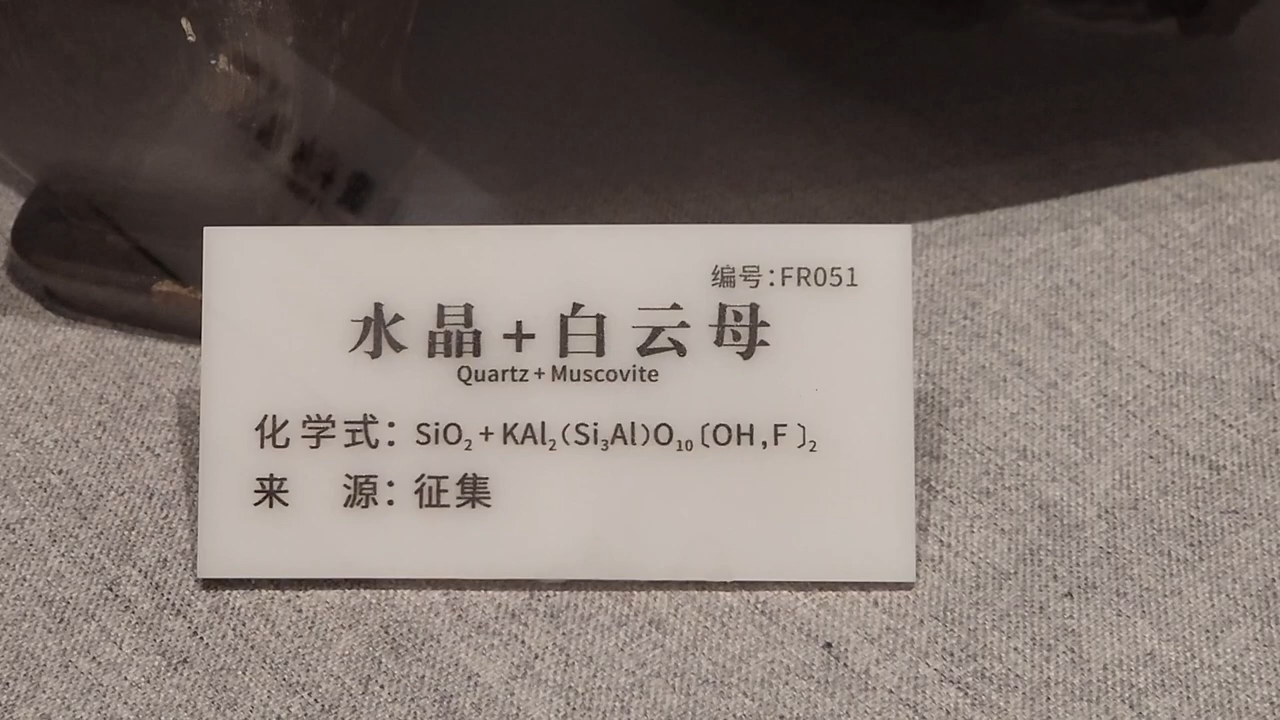 编号:FR051
水晶+白云母
Quartz+Muscovite
化学式: SiO₂+KAl₂(Si₃Al)O₁₀〔OH,F〕₂
来 源: 征集